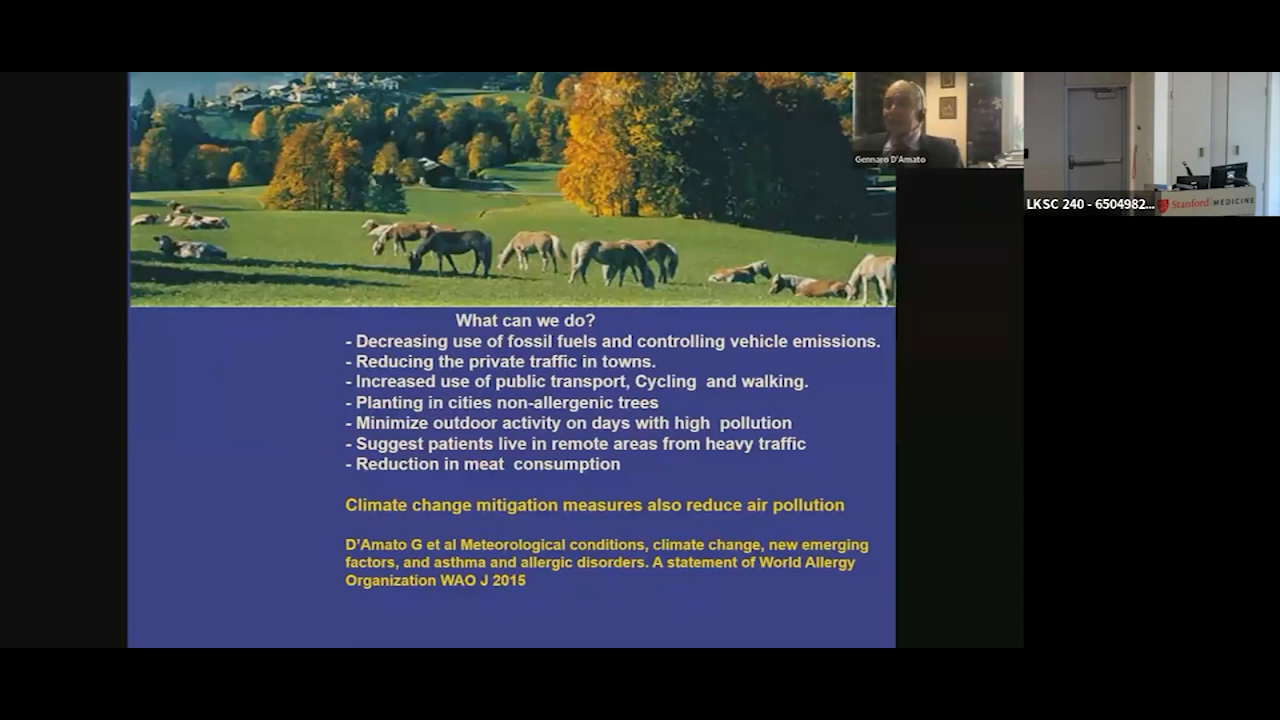 Gennaro D'Amato
LKSC 240 - 6504982...
Stanford MEDICINE
What can we do?
- Decreasing use of fossil fuels and controlling vehicle emissions.
- Reducing the private traffic in towns.
- Increased use of public transport, Cycling and walking.
- Planting in cities non-allergenic trees
- Minimize outdoor activity on days with high pollution
- Suggest patients live in remote areas from heavy traffic
- Reduction in meat consumption
Climate change mitigation measures also reduce air pollution
D'Amato G et al Meteorological conditions, climate change, new emerging
factors, and asthma and allergic disorders. A statement of World Allergy
Organization WAO J 2015